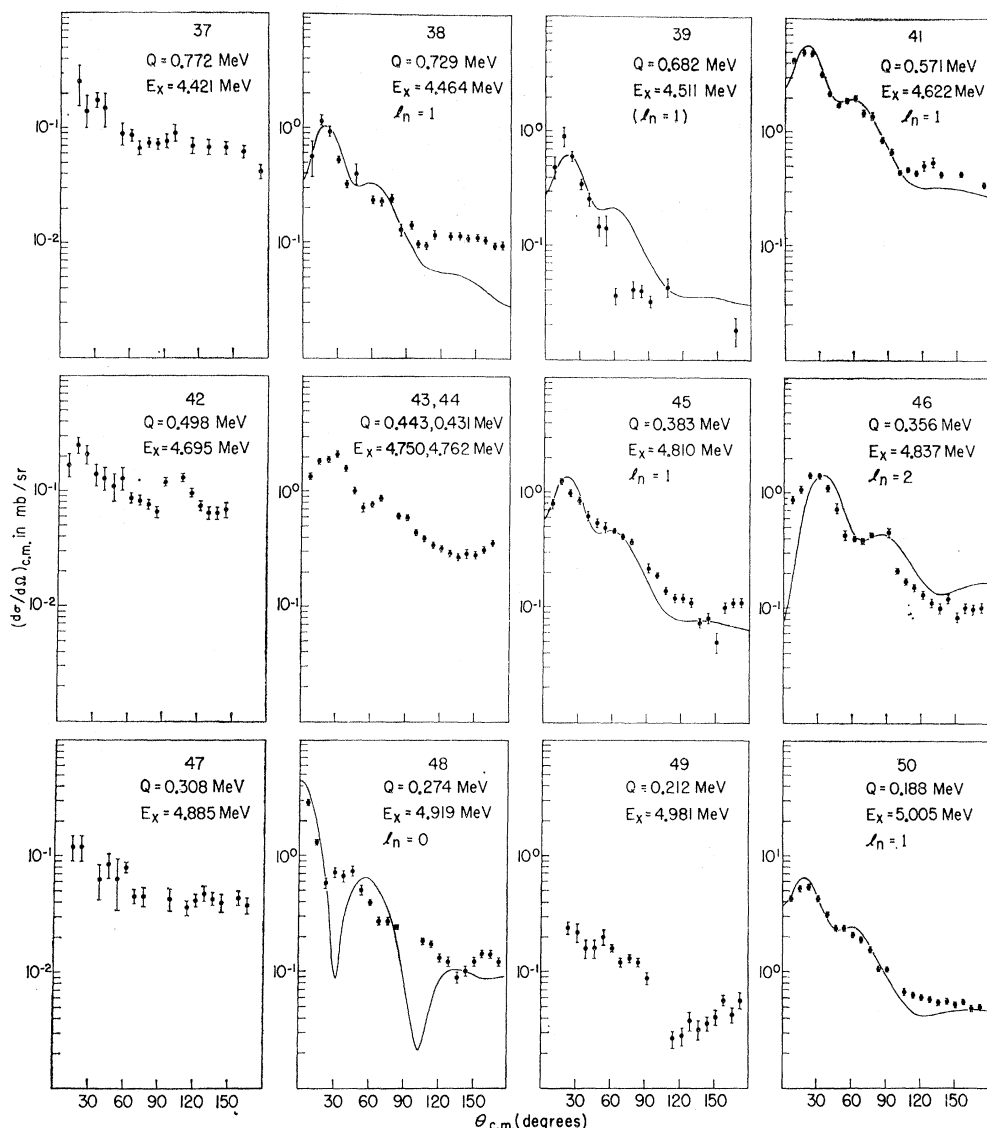 37
Q = 0.772 MeV
Eₓ = 4.421 MeV
38
Q = 0.729 MeV
Eₓ = 4.464 MeV
ℓₙ = 1
39
Q = 0.682 MeV
Eₓ = 4.511 MeV
(ℓₙ = 1)
41
Q = 0.571 MeV
Eₓ = 4.622 MeV
ℓₙ = 1
10⁻¹
10⁻²
10⁰
10⁻¹
10⁰
10⁻¹
10⁰
10⁻¹
42
Q = 0.498 MeV
Eₓ = 4.695 MeV
43, 44
Q = 0.443, 0.431 MeV
Eₓ = 4.750, 4.762 MeV
45
Q = 0.383 MeV
Eₓ = 4.810 MeV
ℓₙ = 1
46
Q = 0.356 MeV
Eₓ = 4.837 MeV
ℓₙ = 2
10⁻¹
10⁻²
10⁰
10⁻¹
10⁰
10⁻¹
10⁰
10⁻¹
(dσ/dΩ)c.m. in mb/sr
47
Q = 0.308 MeV
Eₓ = 4.885 MeV
48
Q = 0.274 MeV
Eₓ = 4.919 MeV
ℓₙ = 0
49
Q = 0.212 MeV
Eₓ = 4.981 MeV
50
Q = 0.188 MeV
Eₓ = 5.005 MeV
ℓₙ = 1
10⁻¹
10⁻²
10⁰
10⁻¹
10⁰
10⁻¹
10¹
10⁰
30 60 90 120 150
30 60 90 120 150
30 60 90 120 150
30 60 90 120 150
θc.m. (degrees)